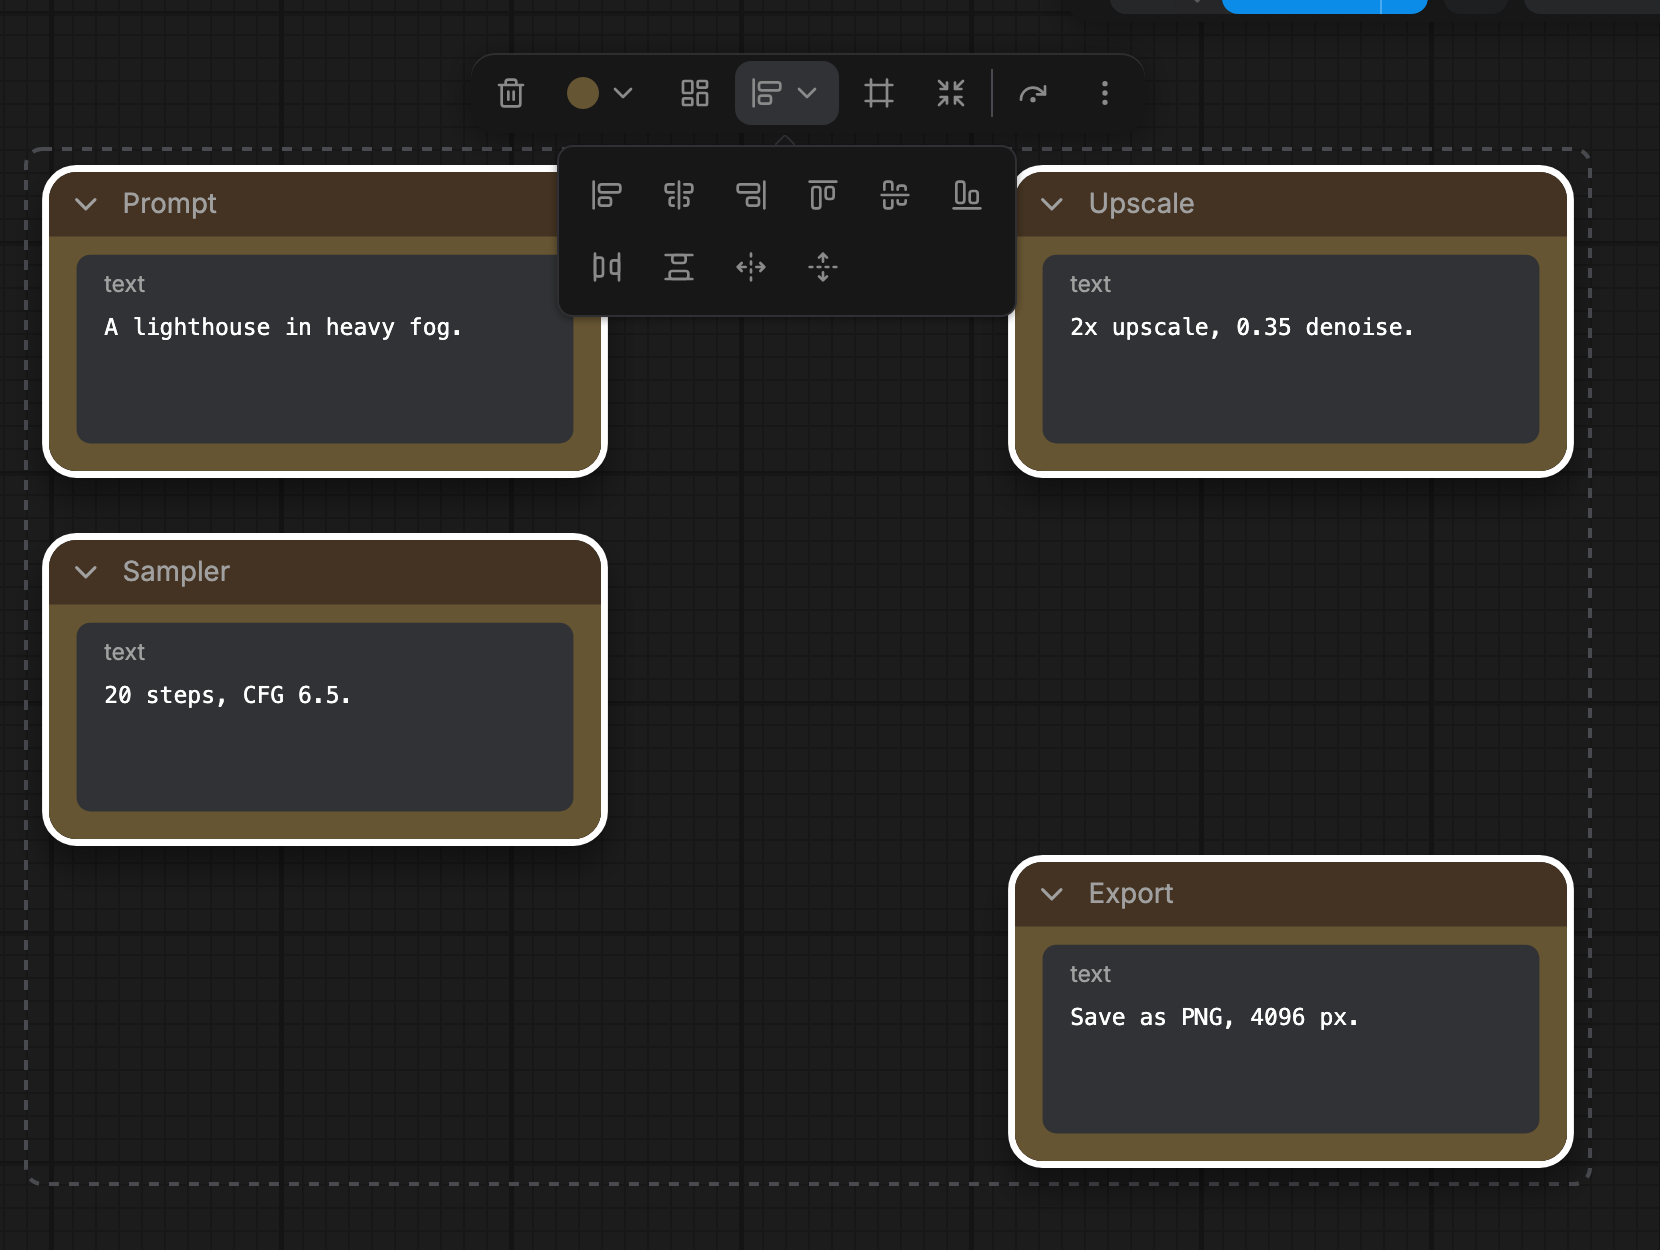 Prompt
text
A lighthouse in heavy fog.
Upscale
text
2x upscale, 0.35 denoise.
Sampler
text
20 steps, CFG 6.5.
Export
text
Save as PNG, 4096 px.